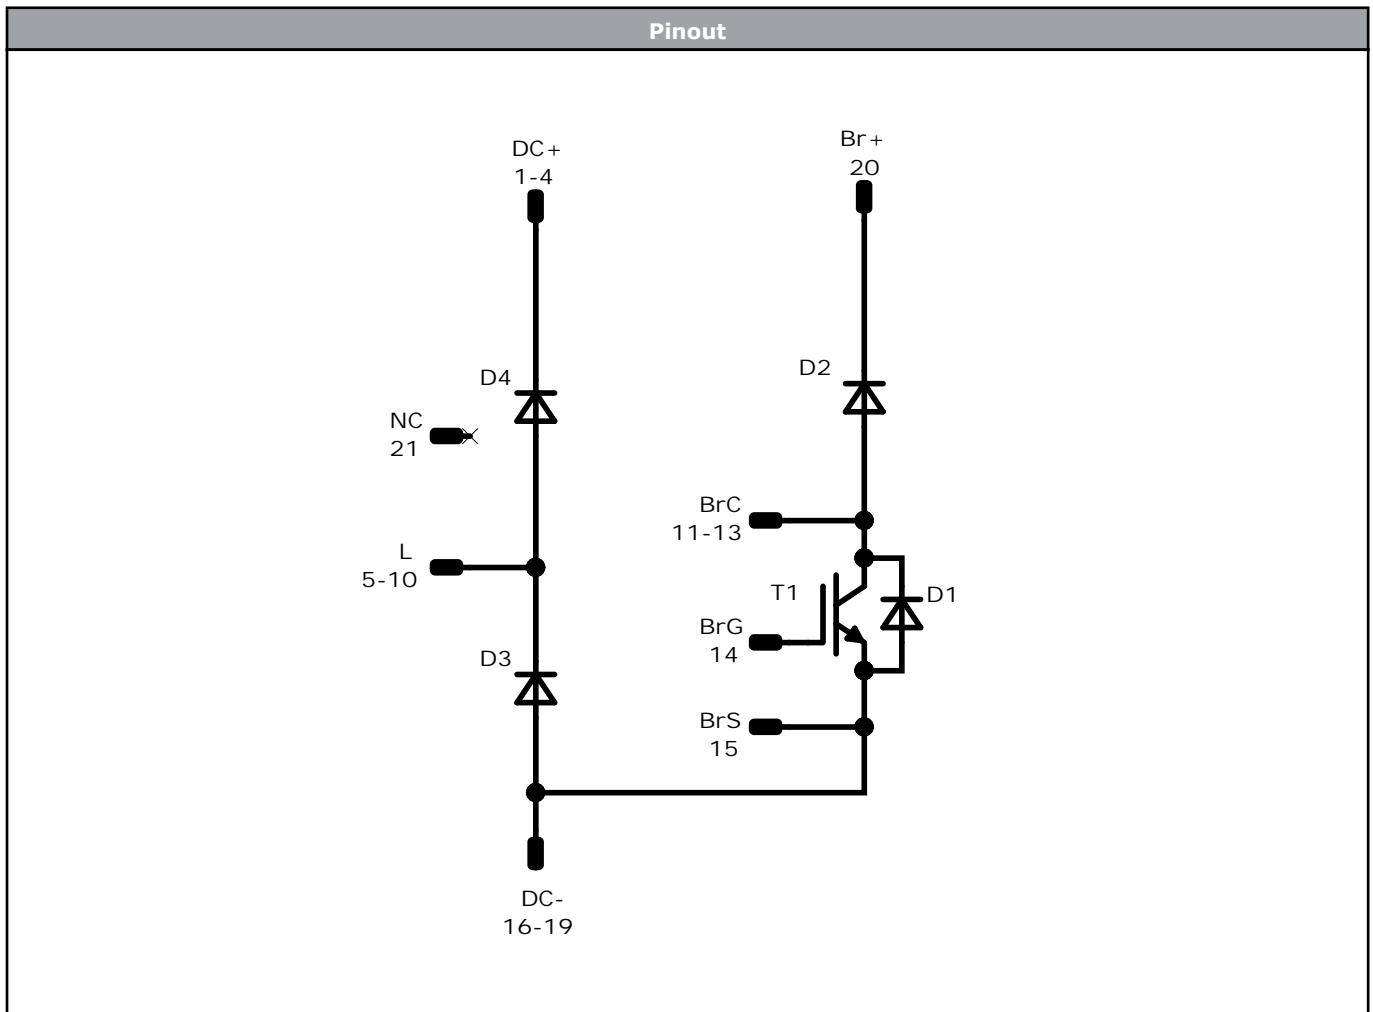 Pinout
DC+
1-4
Br+
20
D4
D2
NC
21
BrC
11-13
L
5-10
T1
D1
BrG
14
D3
BrS
15
DC-
16-19